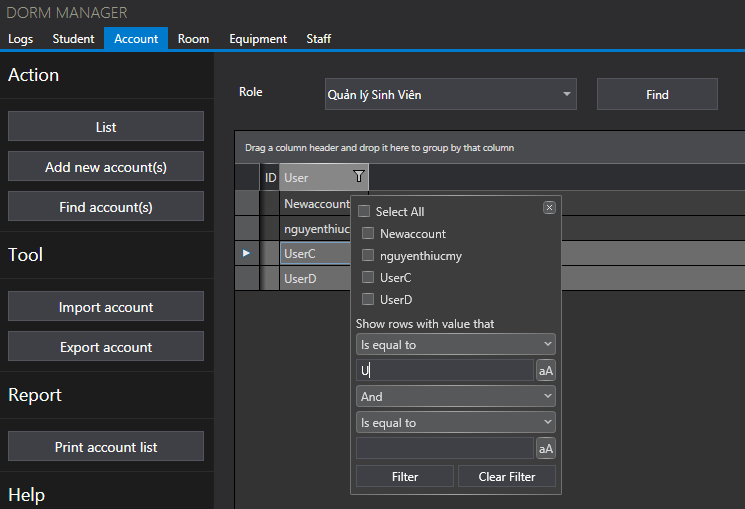 DORM MANAGER
Logs Student Account Room Equipment Staff
Action
List
Add new account(s)
Find account(s)
Tool
Import account
Export account
Report
Print account list
Help
Role Quản lý Sinh Viên Find
Drag a column header and drop it here to group by that column
ID User
Newaccount
nguyenthiuc
UserC
UserD
Select All
Newaccount
nguyenthiucmy
UserC
UserD
Show rows with value that
Is equal to
U aA
And
Is equal to
aA
Filter Clear Filter